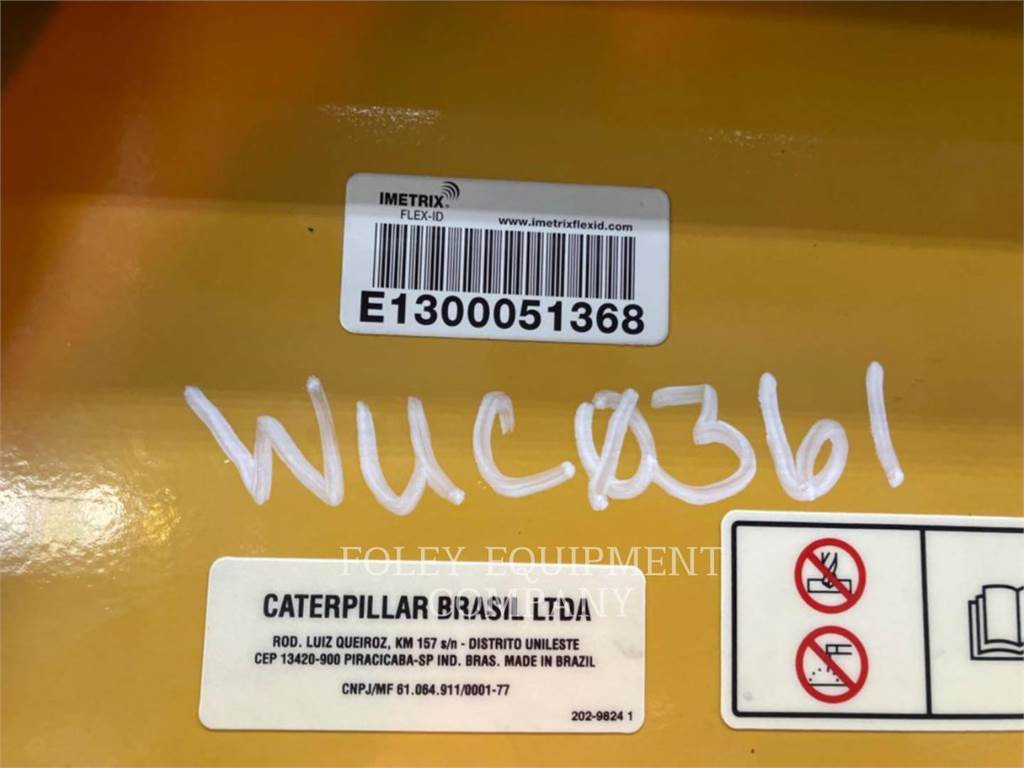 IMETRIX®
FLEX-ID
www.imetrixflexid.com
E1300051368
WUC0361
FOLEY EQUIPMENT
COMPANY
CATERPILLAR BRASIL LTDA
ROD. LUIZ QUEIROZ, KM 157 s/n - DISTRITO UNILESTE
CEP 13420-900 PIRACICABA-SP IND. BRAS. MADE IN BRAZIL
CNPJ/MF 61.064.911/0001-77
202-9824 1